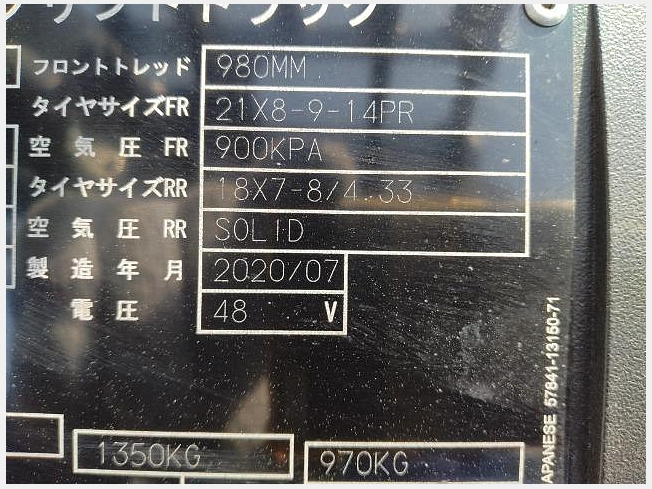 フロントトレッド 980MM
タイヤサイズFR 21X8-9-14PR
空気圧 FR 900KPA
タイヤサイズRR 18X7-8/4.33
空気圧 RR SOLID
製造年月 2020/07
電圧 48 V
1350KG 970KG
APANESE 57841-13160-71